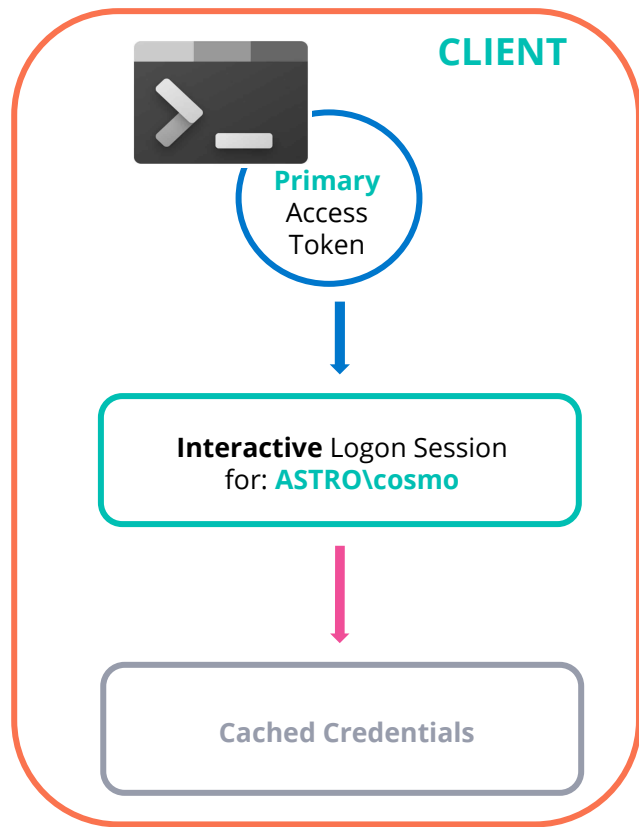 CLIENT
Primary
Access
Token
Interactive Logon Session
for: ASTRO\cosmo
Cached Credentials